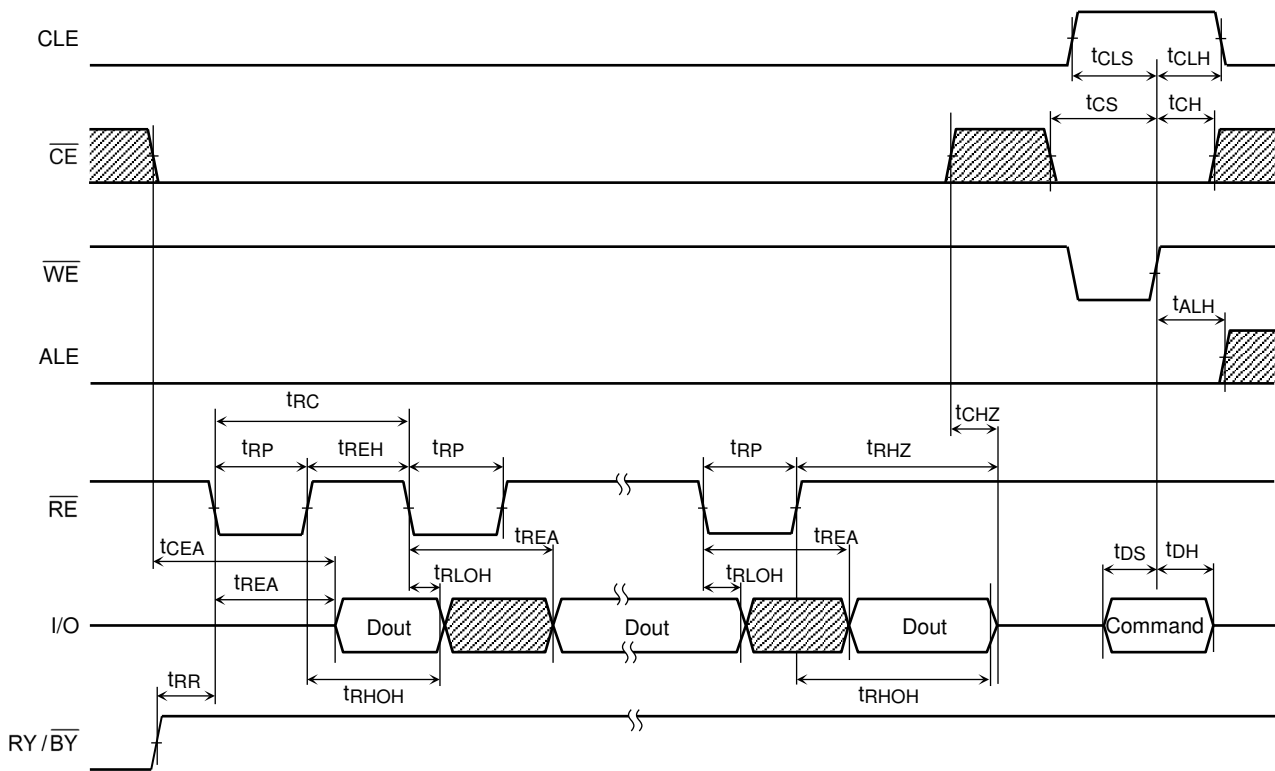 CLE
tCLS tCLH
tCS tCH
CE
WE
tALH
ALE
tRC
tCHZ
tRP tREH tRP tRP tRHZ
RE
tCEA tREA tREA
tDS tDH
tREA tRLOH tRLOH
I/O Dout Dout Dout Command
tRR tRHOH tRHOH
RY / BY